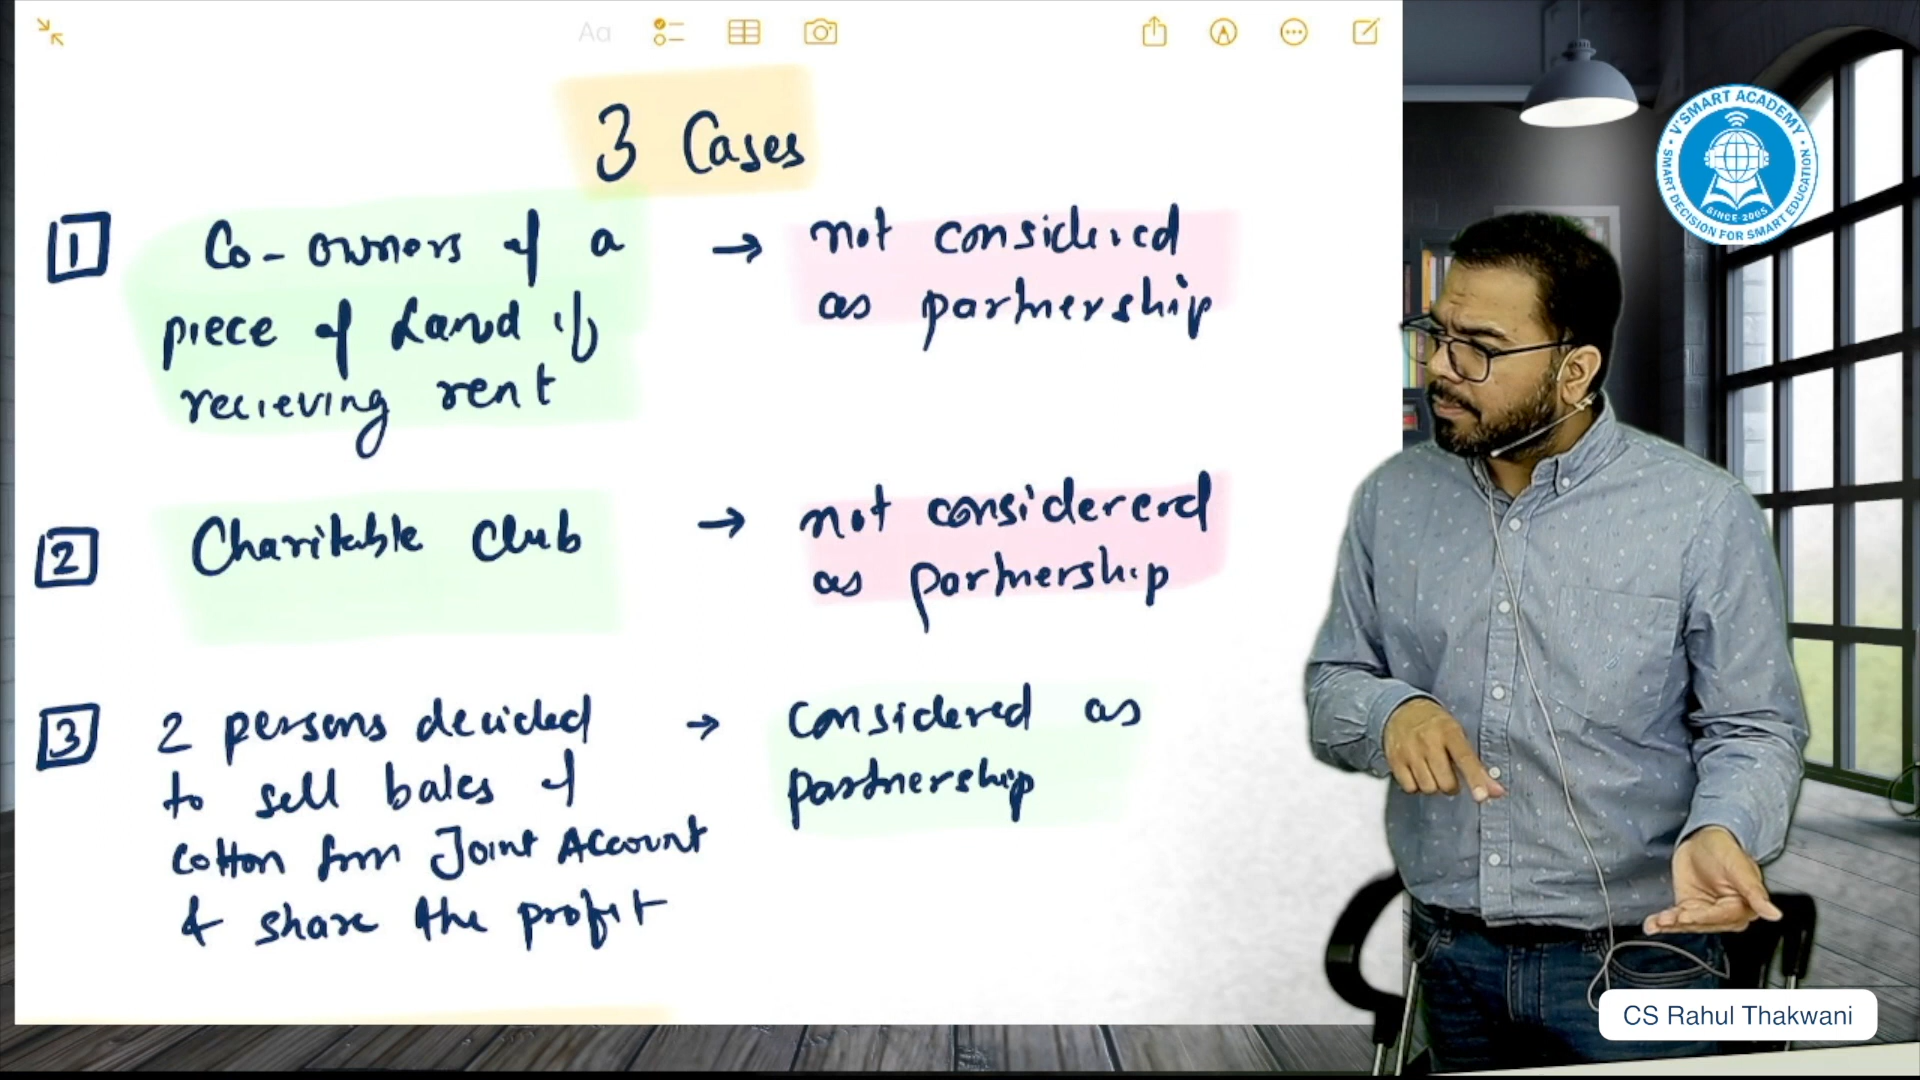 Aa
3 Cases
1 Co-owners of a → not considered
piece of Land if as partnership
recieving rent
2 Charitable Club → not considererd
as partnership
3 2 persons decided → considered as
to sell bales of partnership
cotton from Joint Account
& share the profit
V'SMART ACADEMY
SMART DECISION FOR SMART EDUCATION
SINCE-2005
CS Rahul Thakwani